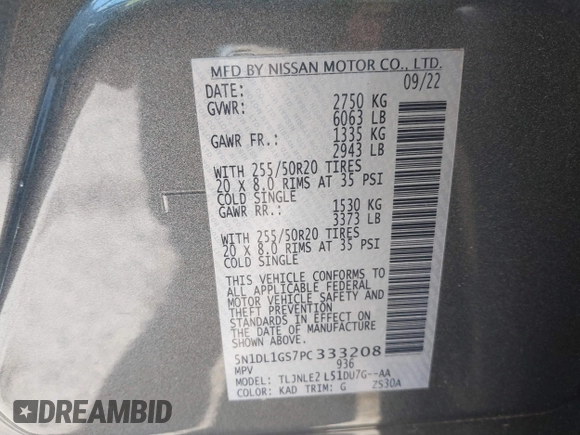 MFD BY NISSAN MOTOR CO., LTD.
DATE: 09/22
GVWR: 2750 KG
6063 LB
GAWR FR.: 1335 KG
2943 LB
WITH 255/50R20 TIRES
20 X 8.0 RIMS AT 35 PSI
COLD SINGLE
GAWR RR.: 1530 KG
3373 LB
WITH 255/50R20 TIRES
20 X 8.0 RIMS AT 35 PSI
COLD SINGLE
THIS VEHICLE CONFORMS TO
ALL APPLICABLE FEDERAL
MOTOR VEHICLE SAFETY AND
THEFT PREVENTION
STANDARDS IN EFFECT ON
THE DATE OF MANUFACTURE
SHOWN ABOVE.
5N1DL1GS7PC333208
MPV 936
MODEL: TLJNLE2 L51DU7G--AA
COLOR: KAD TRIM: G ZS30A
DREAMBID